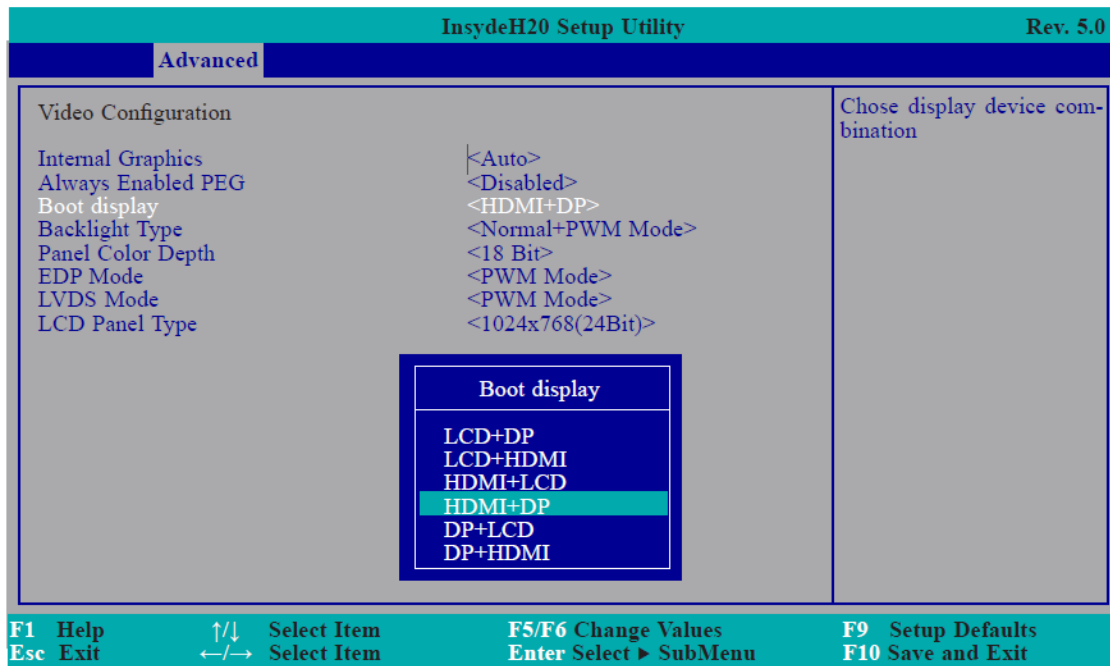 InsydeH20 Setup Utility Rev. 5.0
Advanced
Video Configuration
Internal Graphics <Auto>
Always Enabled PEG <Disabled>
Boot display <HDMI+DP>
Backlight Type <Normal+PWM Mode>
Panel Color Depth <18 Bit>
EDP Mode <PWM Mode>
LVDS Mode <PWM Mode>
LCD Panel Type <1024x768(24Bit)>
Chose display device com-
bination
Boot display
LCD+DP
LCD+HDMI
HDMI+LCD
HDMI+DP
DP+LCD
DP+HDMI
F1 Help ↑/↓ Select Item F5/F6 Change Values F9 Setup Defaults
Esc Exit ←/→ Select Item Enter Select ▶ SubMenu F10 Save and Exit